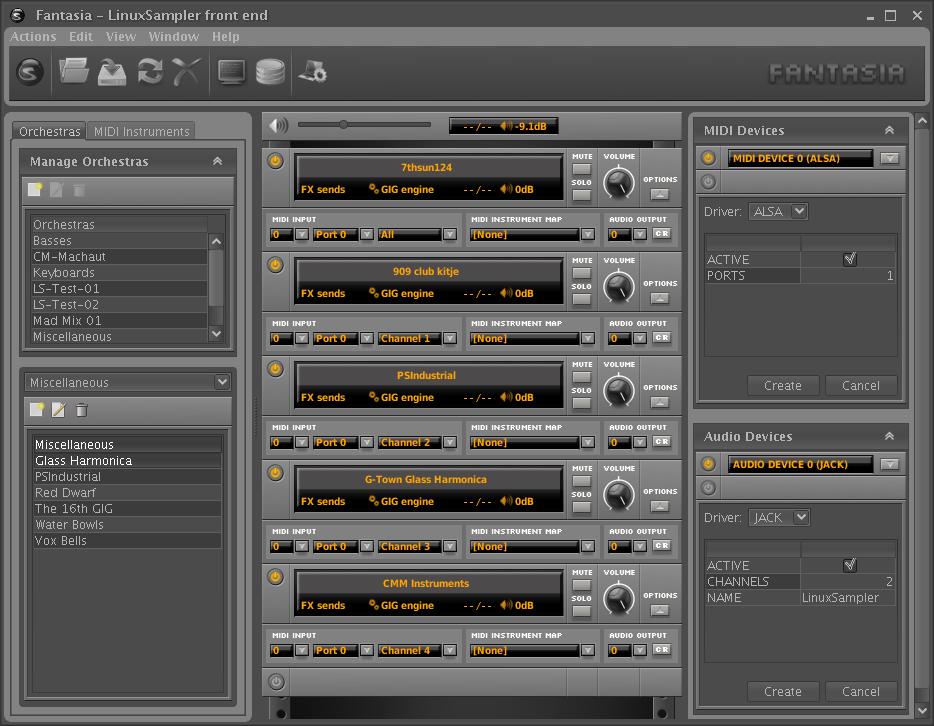 Fantasia - LinuxSampler front end
Actions Edit View Window Help
FANTASIA
Orchestras MIDI Instruments
Manage Orchestras
Orchestras
Basses
CM-Machaut
Keyboards
LS-Test-01
LS-Test-02
Mad Mix 01
Miscellaneous
Miscellaneous
Miscellaneous
Glass Harmonica
PSIndustrial
Red Dwarf
The 16th GIG
Water Bowls
Vox Bells
--/-- -9.1dB
7thsun124
FX sends GIG engine --/-- 0dB
MUTE
SOLO
VOLUME
OPTIONS
MIDI INPUT MIDI INSTRUMENT MAP AUDIO OUTPUT
0 Port 0 All [None] 0 CR
909 club kitje
FX sends GIG engine --/-- 0dB
MUTE
SOLO
VOLUME
OPTIONS
MIDI INPUT MIDI INSTRUMENT MAP AUDIO OUTPUT
0 Port 0 Channel 1 [None] 0 CR
PSIndustrial
FX sends GIG engine --/-- 0dB
MUTE
SOLO
VOLUME
OPTIONS
MIDI INPUT MIDI INSTRUMENT MAP AUDIO OUTPUT
0 Port 0 Channel 2 [None] 0 CR
G-Town Glass Harmonica
FX sends GIG engine --/-- 0dB
MUTE
SOLO
VOLUME
OPTIONS
MIDI INPUT MIDI INSTRUMENT MAP AUDIO OUTPUT
0 Port 0 Channel 3 [None] 0 CR
CMM Instruments
FX sends GIG engine --/-- 0dB
MUTE
SOLO
VOLUME
OPTIONS
MIDI INPUT MIDI INSTRUMENT MAP AUDIO OUTPUT
0 Port 0 Channel 4 [None] 0 CR
MIDI Devices
MIDI DEVICE 0 (ALSA)
Driver: ALSA
ACTIVE
PORTS 1
Create Cancel
Audio Devices
AUDIO DEVICE 0 (JACK)
Driver: JACK
ACTIVE
CHANNELS 2
NAME LinuxSampler
Create Cancel